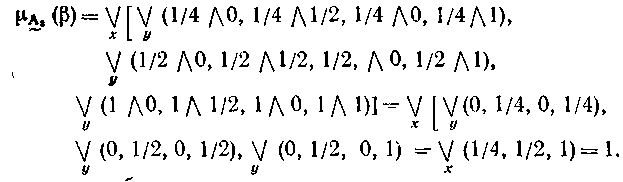 μ_A₂ (β) = ⋁_x [ ⋁_y (1/4 ⋀0, 1/4 ⋀1/2, 1/4 ⋀0, 1/4⋀1),
⋁_y (1/2 ⋀0, 1/2 ⋀1/2, 1/2, ⋀ 0, 1/2 ⋀1),
⋁_y (1 ⋀0, 1⋀ 1/2, 1⋀ 0, 1⋀ 1)] = ⋁_x [ ⋁_y (0, 1/4, 0, 1/4),
⋁_y (0, 1/2, 0, 1/2), ⋁_y (0, 1/2, 0, 1) = ⋁_x (1/4, 1/2, 1) = 1.